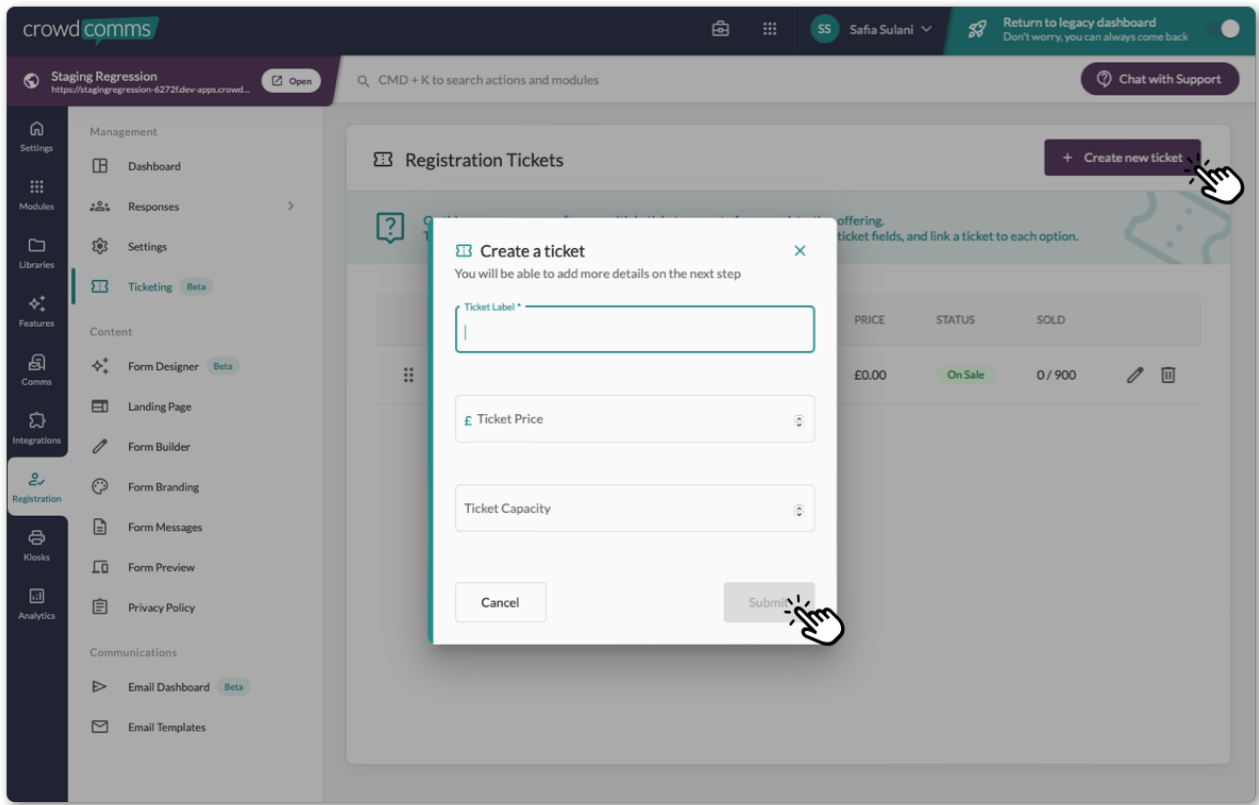 crowdcomms
SS Safia Sulani
Return to legacy dashboard
Don't worry, you can always come back
Staging Regression
https://stagingregression-6272f.dev-apps.crowd...
Open
CMD + K to search actions and modules
Chat with Support
Settings
Modules
Libraries
Features
Comms
Integrations
Registration
Kiosks
Analytics
Management
Dashboard
Responses
Settings
Ticketing Beta
Content
Form Designer Beta
Landing Page
Form Builder
Form Branding
Form Messages
Form Preview
Privacy Policy
Communications
Email Dashboard Beta
Email Templates
Registration Tickets
+ Create new ticket
offering.
ticket fields, and link a ticket to each option.
PRICE STATUS SOLD
£0.00 On Sale 0 / 900
Create a ticket
You will be able to add more details on the next step
Ticket Label *
£ Ticket Price
Ticket Capacity
Cancel
Submit